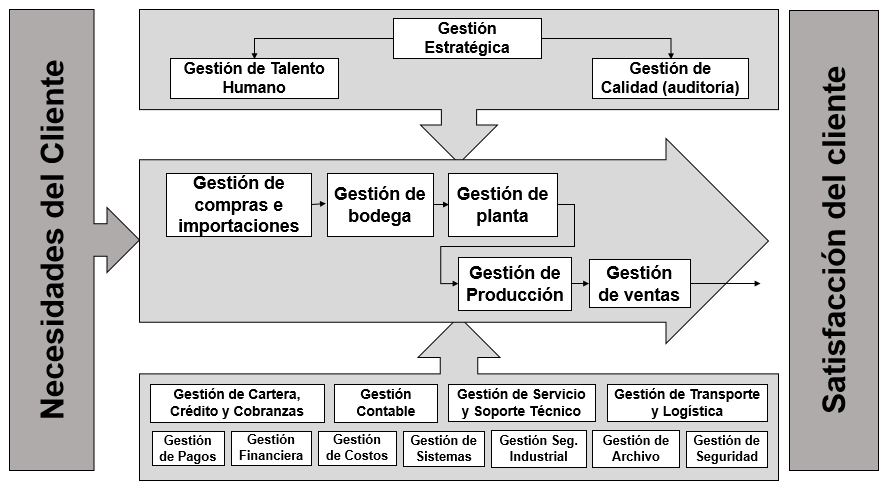 Necesidades del Cliente
Gestión
Estratégica
Gestión de Talento
Humano
Gestión de
Calidad (auditoría)
Gestión de
compras e
importaciones
Gestión de
bodega
Gestión de
planta
Gestión de
Producción
Gestión
de ventas
Gestión de Cartera,
Crédito y Cobranzas
Gestión
Contable
Gestión de Servicio
y Soporte Técnico
Gestión de Transporte
y Logística
Gestión
de Pagos
Gestión
Financiera
Gestión
de Costos
Gestión de
Sistemas
Gestión Seg.
Industrial
Gestión de
Archivo
Gestión de
Seguridad
Satisfacción del cliente